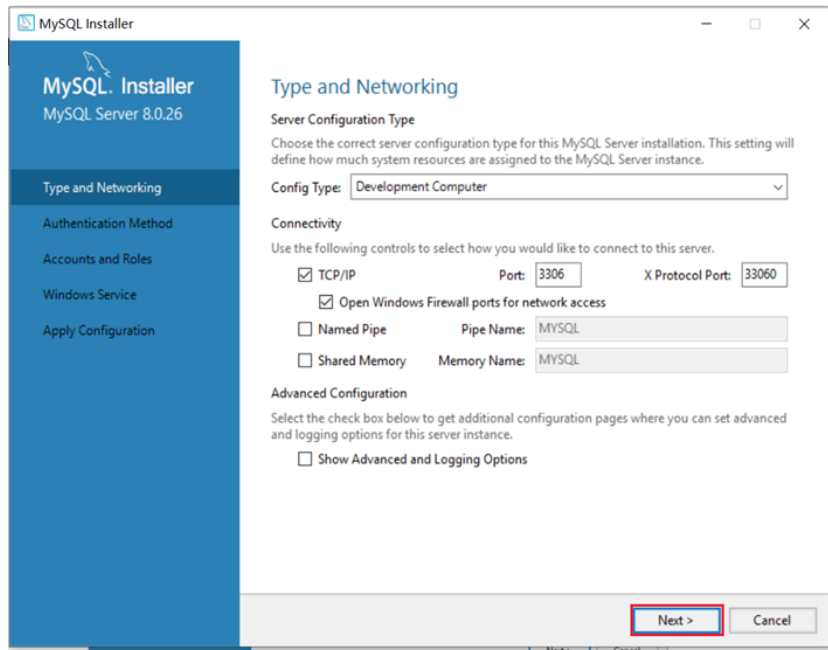 MySQL Installer
MySQL. Installer
MySQL Server 8.0.26
Type and Networking
Authentication Method
Accounts and Roles
Windows Service
Apply Configuration
Type and Networking
Server Configuration Type
Choose the correct server configuration type for this MySQL Server installation. This setting will
define how much system resources are assigned to the MySQL Server instance.
Config Type: Development Computer
Connectivity
Use the following controls to select how you would like to connect to this server.
TCP/IP Port: 3306 X Protocol Port: 33060
Open Windows Firewall ports for network access
Named Pipe Pipe Name: MYSQL
Shared Memory Memory Name: MYSQL
Advanced Configuration
Select the check box below to get additional configuration pages where you can set advanced
and logging options for this server instance.
Show Advanced and Logging Options
Next > Cancel